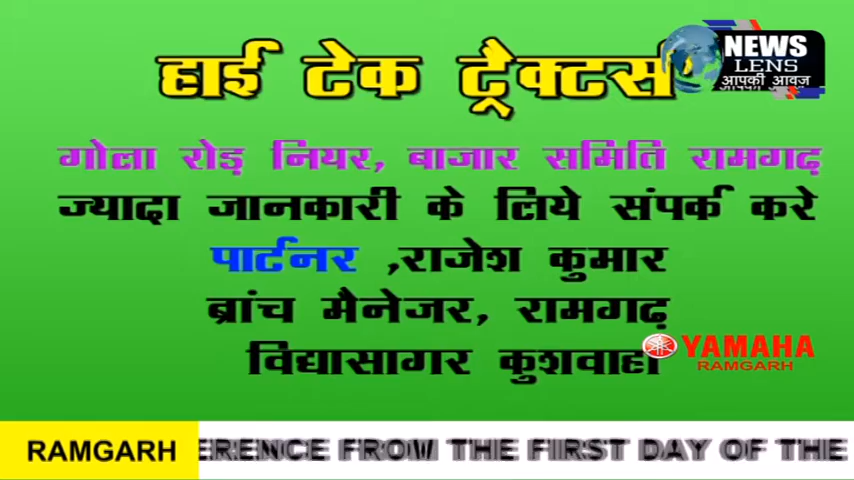 हाई टेक ट्रैक्टर्स
NEWS
LENS
आपकी आवज
गोला रोड़ नियर, बाजार समिति रामगढ़
ज्यादा जानकारी के लिये संपर्क करे
पार्टनर ,राजेश कुमार
ब्रांच मैनेजर, रामगढ़
विद्यासागर कुशवाहा
YAMAHA
RAMGARH
RAMGARH
ERENCE FROM THE FIRST DAY OF THE